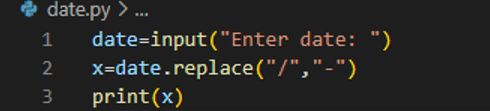 date.py > ...
1 date=input("Enter date: ")
2 x=date.replace("/","-")
3 print(x)